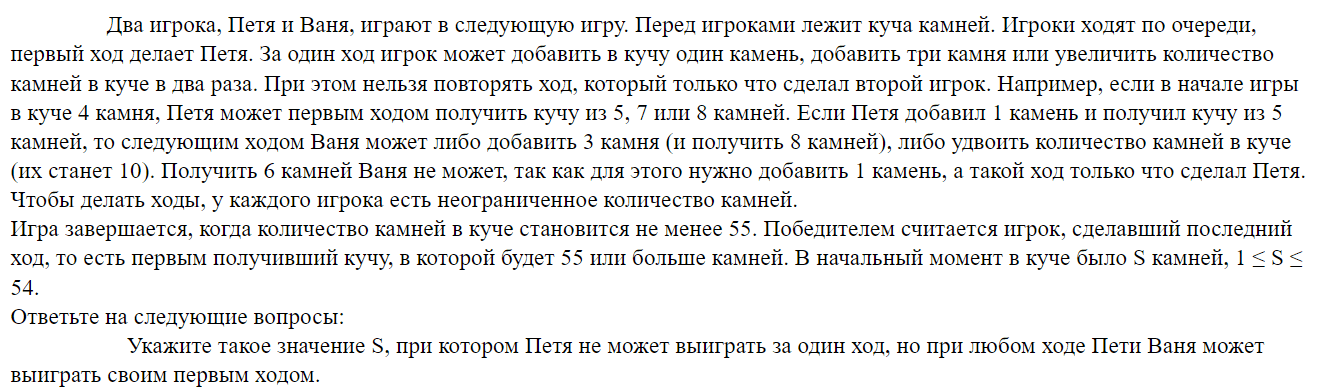 Два игрока, Петя и Ваня, играют в следующую игру. Перед игроками лежит куча камней. Игроки ходят по очереди,
первый ход делает Петя. За один ход игрок может добавить в кучу один камень, добавить три камня или увеличить количество
камней в куче в два раза. При этом нельзя повторять ход, который только что сделал второй игрок. Например, если в начале игры
в куче 4 камня, Петя может первым ходом получить кучу из 5, 7 или 8 камней. Если Петя добавил 1 камень и получил кучу из 5
камней, то следующим ходом Ваня может либо добавить 3 камня (и получить 8 камней), либо удвоить количество камней в куче
(их станет 10). Получить 6 камней Ваня не может, так как для этого нужно добавить 1 камень, а такой ход только что сделал Петя.
Чтобы делать ходы, у каждого игрока есть неограниченное количество камней.
Игра завершается, когда количество камней в куче становится не менее 55. Победителем считается игрок, сделавший последний
ход, то есть первым получивший кучу, в которой будет 55 или больше камней. В начальный момент в куче было S камней, 1 ≤ S ≤
54.
Ответьте на следующие вопросы:
Укажите такое значение S, при котором Петя не может выиграть за один ход, но при любом ходе Пети Ваня может
выиграть своим первым ходом.